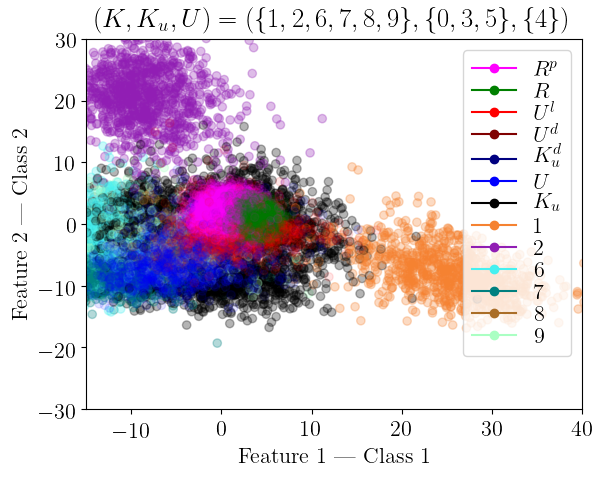 (K, K_u, U) = ({1, 2, 6, 7, 8, 9}, {0, 3, 5}, {4})
30
20
10
0
−10
−20
−30
Feature 2 — Class 2
−10
0
10
20
30
40
Feature 1 — Class 1
R^p
R
U^l
U^d
K_u^d
U
K_u
1
2
6
7
8
9